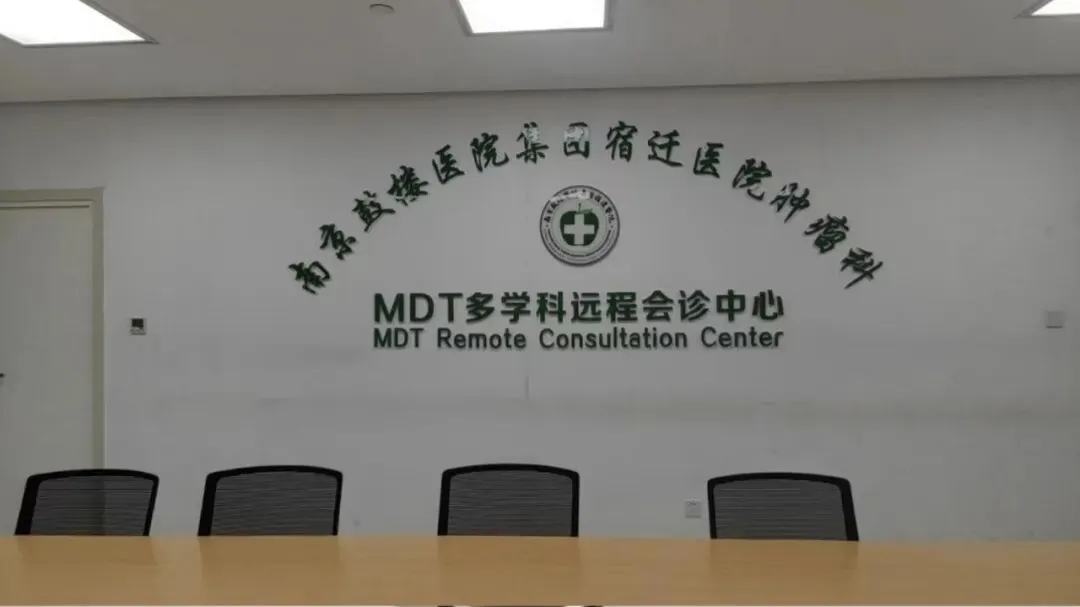 南京鼓楼医院集团宿迁医院肿瘤科
MDT多学科远程会诊中心
MDT Remote Consultation Center